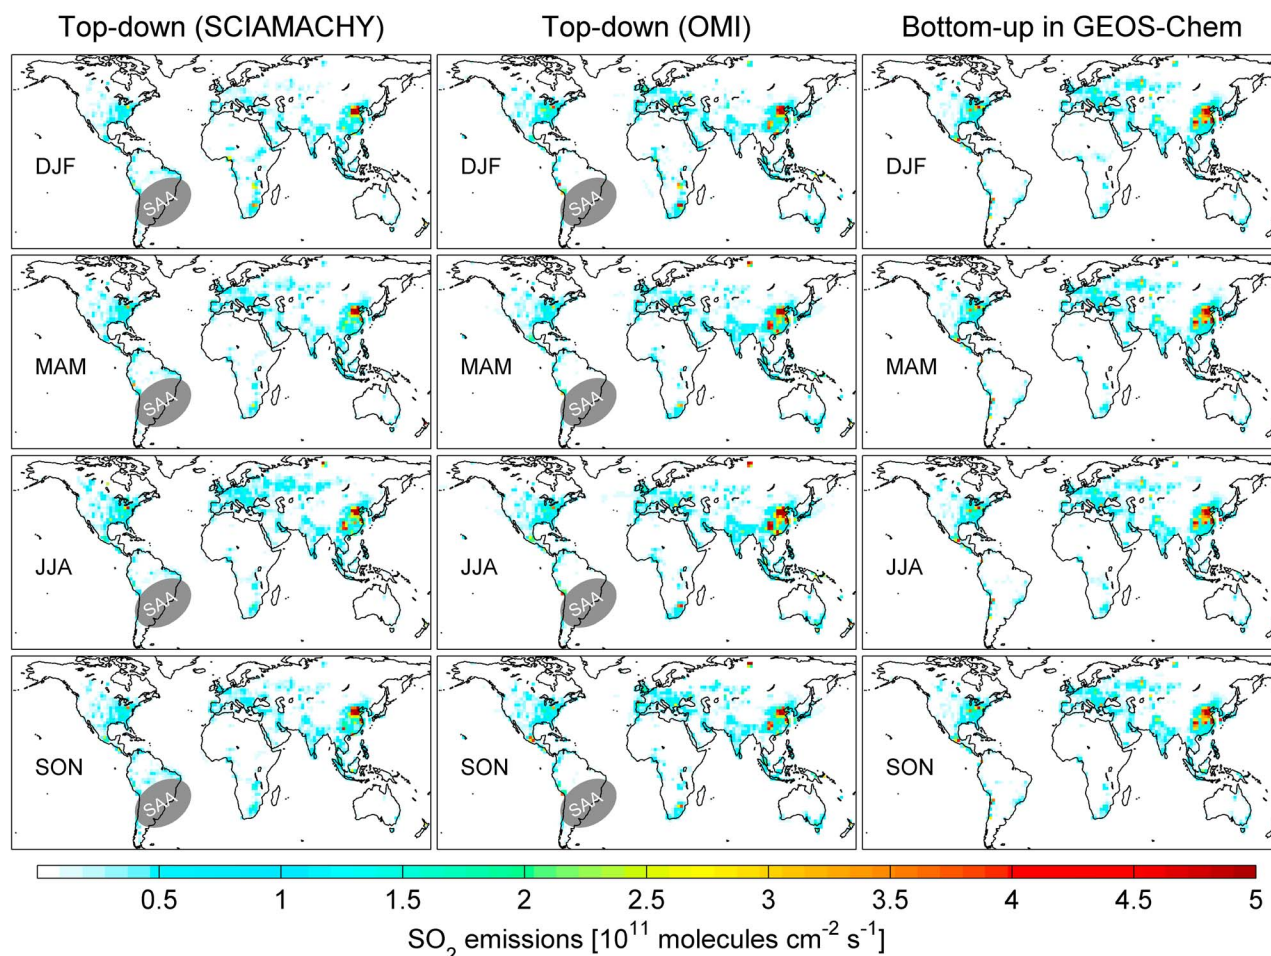 Top-down (SCIAMACHY) Top-down (OMI) Bottom-up in GEOS-Chem
DJF SAA DJF SAA DJF
MAM SAA MAM SAA MAM
JJA SAA JJA SAA JJA
SON SAA SON SAA SON
0.5 1 1.5 2 2.5 3 3.5 4 4.5 5
SO₂ emissions [10¹¹ molecules cm⁻² s⁻¹]